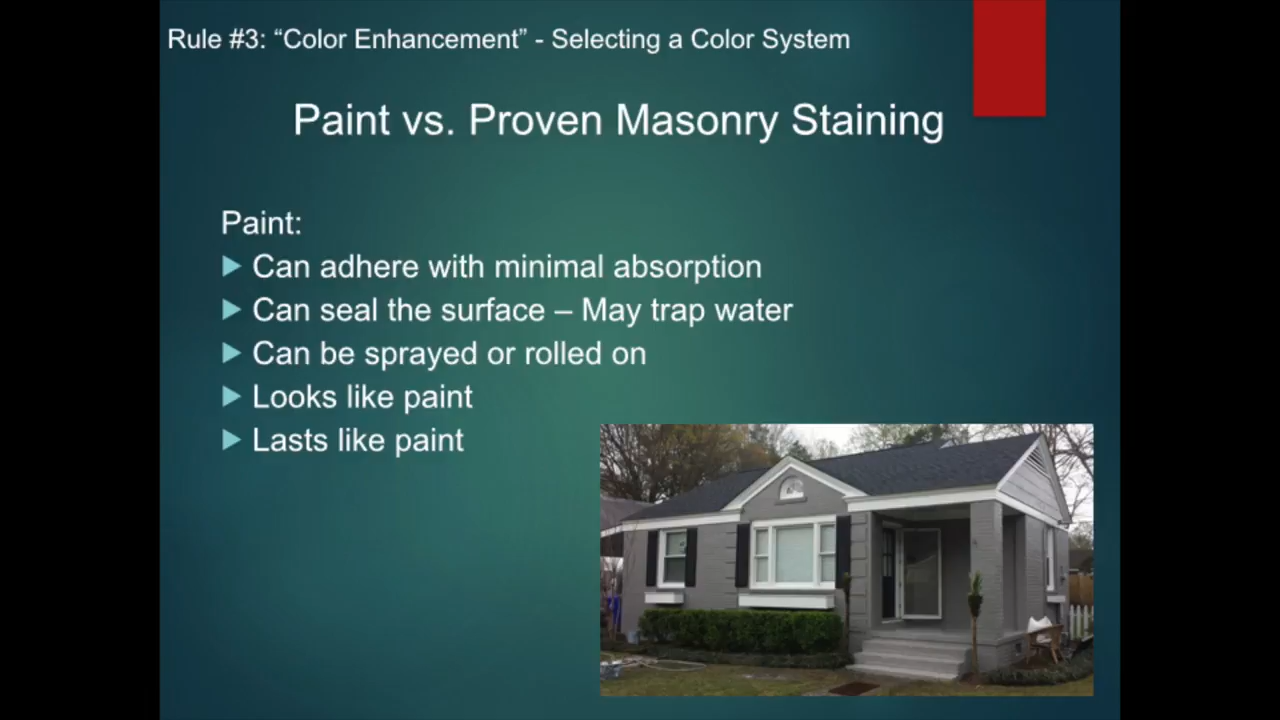 Rule #3: “Color Enhancement” - Selecting a Color System
Paint vs. Proven Masonry Staining
Paint:
Can adhere with minimal absorption
Can seal the surface – May trap water
Can be sprayed or rolled on
Looks like paint
Lasts like paint